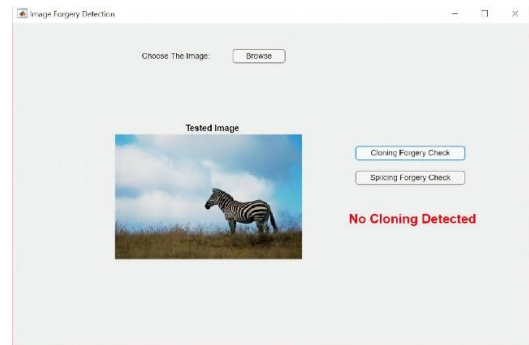 Image Forgery Detection
Choose The Image:
Browse
Tested Image
Cloning Forgery Check
Splicing Forgery Check
No Cloning Detected